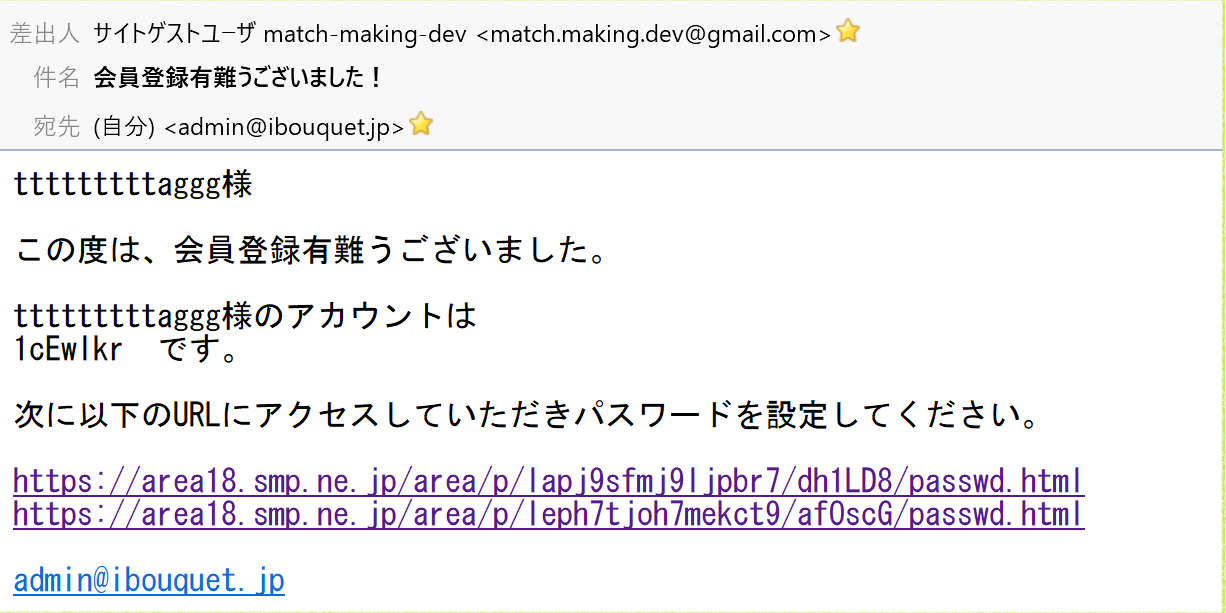 差出人 サイトゲストユーザ match-making-dev <match.making.dev@gmail.com>
件名 会員登録有難うございました！
宛先 (自分) <admin@ibouquet.jp>
tttttttttaggg様
この度は、会員登録有難うございました。
tttttttttaggg様のアカウントは
1cEwIkr　です。
次に以下のURLにアクセスしていただきパスワードを設定してください。
https://area18.smp.ne.jp/area/p/lapj9sfmj9ljpbr7/dh1LD8/passwd.html
https://area18.smp.ne.jp/area/p/leph7tjoh7mekct9/afOscG/passwd.html
admin@ibouquet.jp